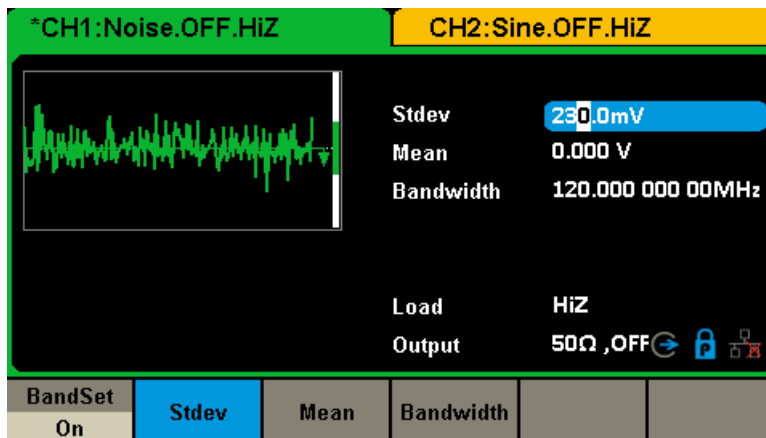 *CH1:Noise.OFF.HiZ
CH2:Sine.OFF.HiZ
Stdev 230.0mV
Mean 0.000 V
Bandwidth 120.000 000 00MHz
Load HiZ
Output 50Ω ,OFF
P
BandSet
On
Stdev
Mean
Bandwidth